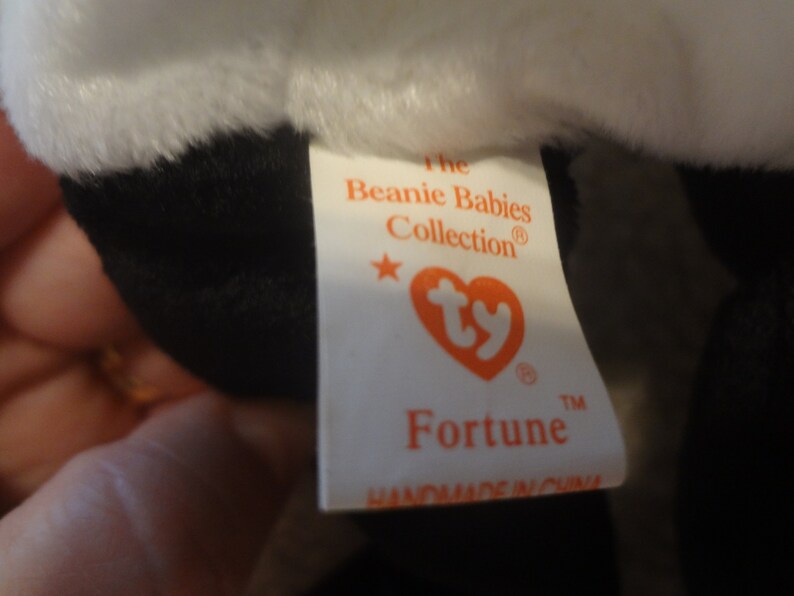 The
Beanie Babies
Collection®
ty®
Fortune™
HANDMADE IN CHINA